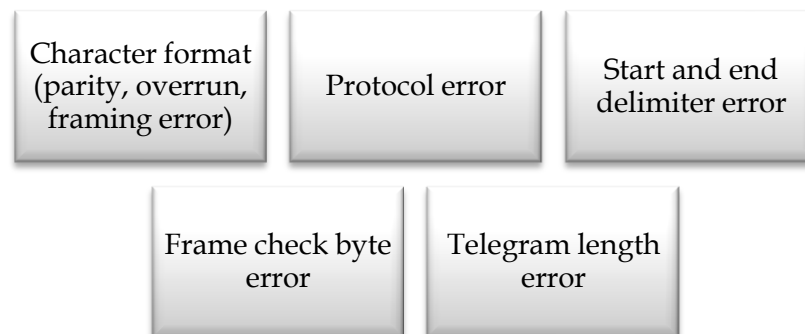 Character format
(parity, overrun,
framing error)
Protocol error
Start and end
delimiter error
Frame check byte
error
Telegram length
error